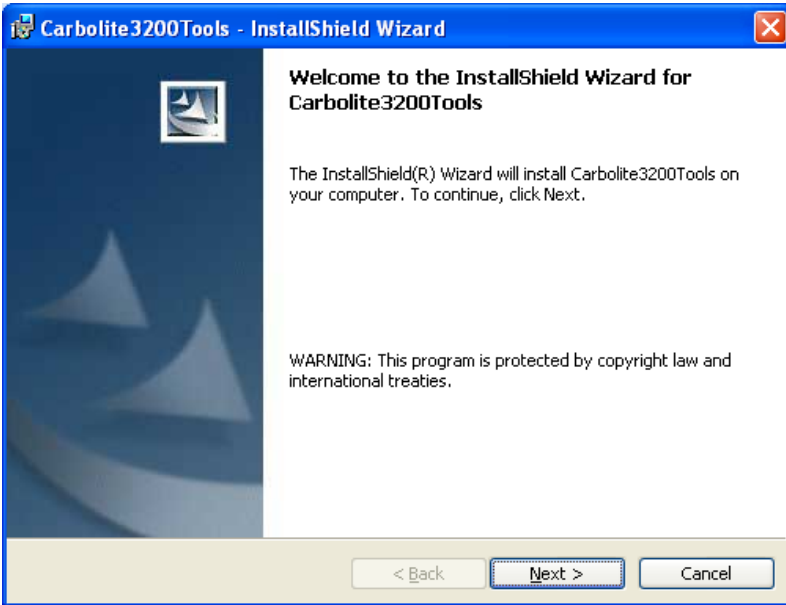 Carbolite3200Tools - InstallShield Wizard
Welcome to the InstallShield Wizard for
Carbolite3200Tools
The InstallShield(R) Wizard will install Carbolite3200Tools on
your computer. To continue, click Next.
WARNING: This program is protected by copyright law and
international treaties.
< Back
Next >
Cancel